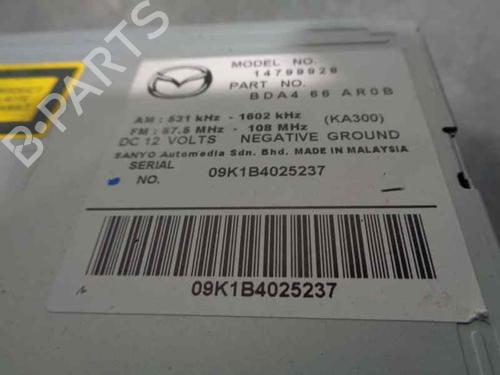 MODEL NO.
14799928
PART NO.
BDA4 66 AR0B
AM : 531 kHz - 1602 kHz (KA300)
FM : 87.5 MHz - 108 MHz
DC 12 VOLTS NEGATIVE GROUND
SANYO Automedia Sdn. Bhd. MADE IN MALAYSIA
SERIAL
NO. 09K1B4025237
09K1B4025237
B-PARTS